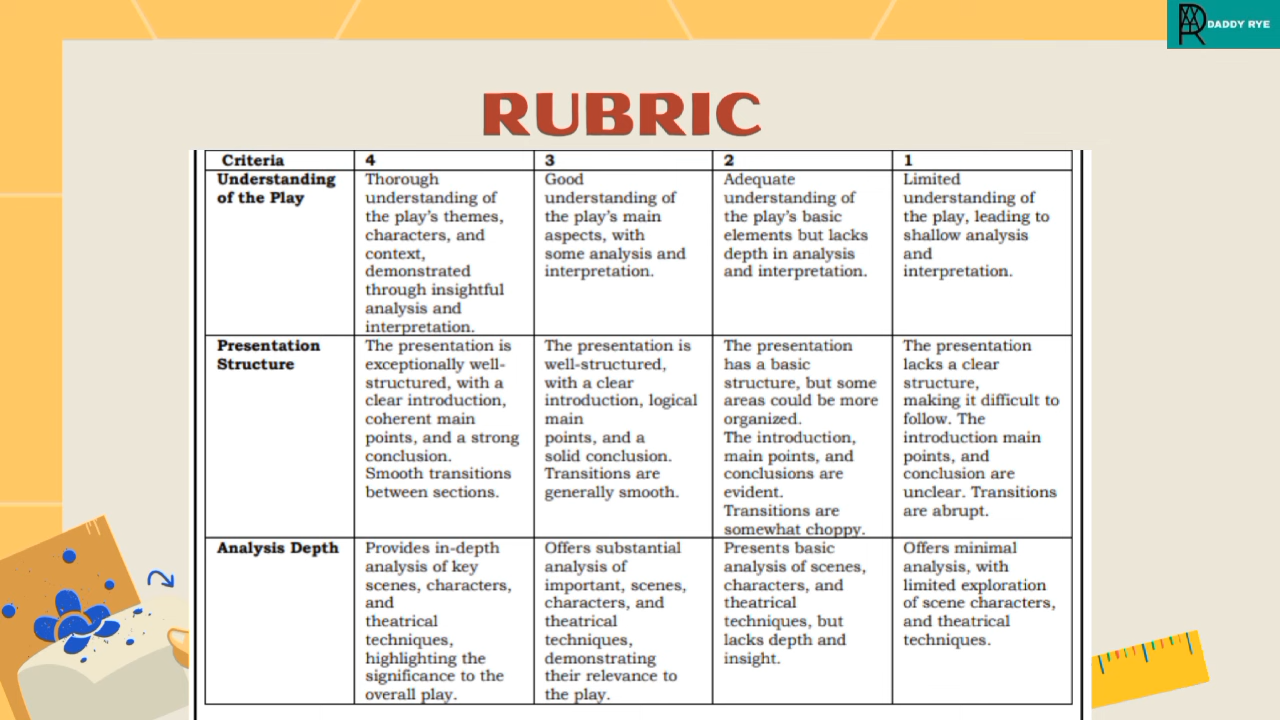 DADDY RYE
RUBRIC
Criteria 4 3 2 1
Understanding
of the Play
Thorough
understanding of
the play's themes,
characters, and
context,
demonstrated
through insightful
analysis and
interpretation.
Good
understanding of
the play's main
aspects, with
some analysis and
interpretation.
Adequate
understanding of
the play's basic
elements but lacks
depth in analysis
and interpretation.
Limited
understanding of
the play, leading to
shallow analysis
and
interpretation.
Presentation
Structure
The presentation is
exceptionally well-
structured, with a
clear introduction,
coherent main
points, and a strong
conclusion.
Smooth transitions
between sections.
The presentation is
well-structured,
with a clear
introduction, logical
main
points, and a
solid conclusion.
Transitions are
generally smooth.
The presentation
has a basic
structure, but some
areas could be more
organized.
The introduction,
main points, and
conclusions are
evident.
Transitions are
somewhat choppy.
The presentation
lacks a clear
structure,
making it difficult to
follow. The
introduction main
points, and
conclusion are
unclear. Transitions
are abrupt.
Analysis Depth
Provides in-depth
analysis of key
scenes, characters,
and
theatrical
techniques,
highlighting the
significance to the
overall play.
Offers substantial
analysis of
important, scenes,
characters, and
theatrical
techniques,
demonstrating
their relevance to
the play.
Presents basic
analysis of scenes,
characters, and
theatrical
techniques, but
lacks depth and
insight.
Offers minimal
analysis, with
limited exploration
of scene characters,
and theatrical
techniques.